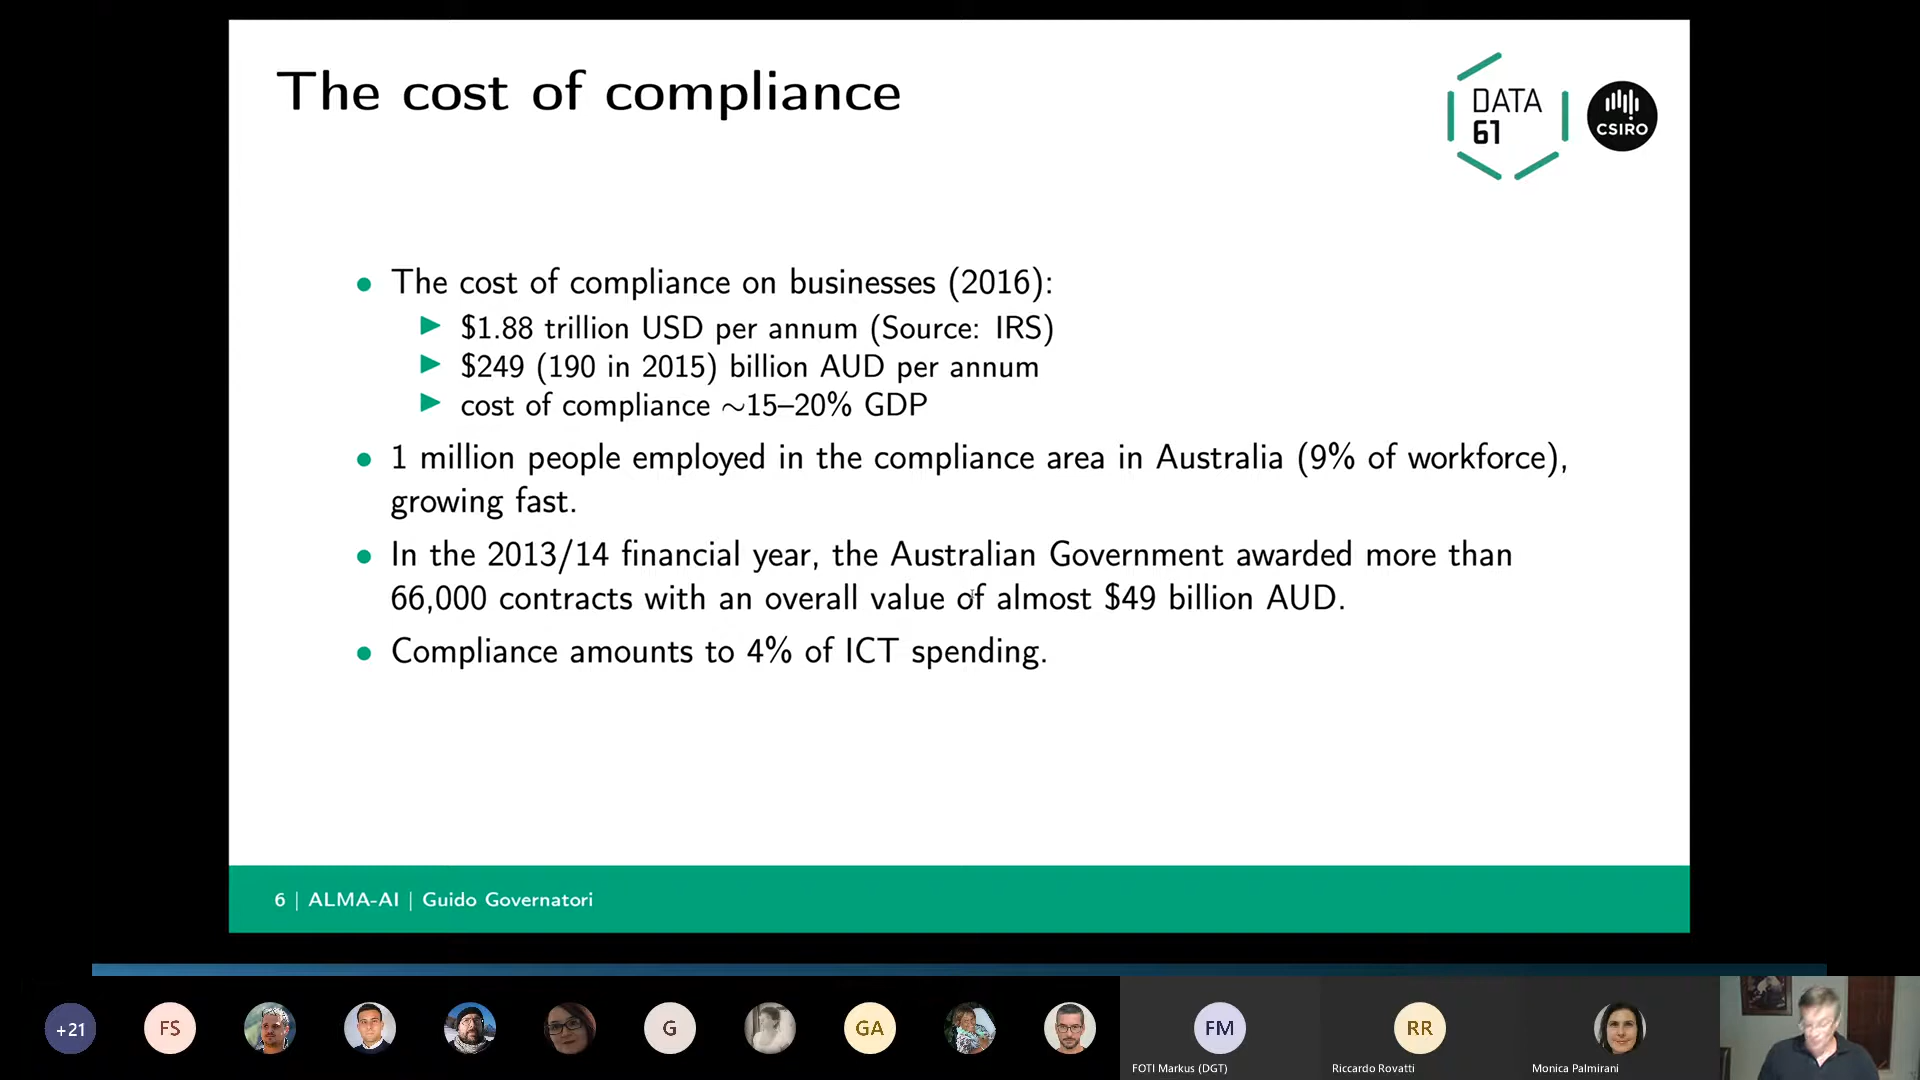 The cost of compliance
DATA
61
CSIRO
• The cost of compliance on businesses (2016):
▶ $1.88 trillion USD per annum (Source: IRS)
▶ $249 (190 in 2015) billion AUD per annum
▶ cost of compliance ~15–20% GDP
• 1 million people employed in the compliance area in Australia (9% of workforce),
growing fast.
• In the 2013/14 financial year, the Australian Government awarded more than
66,000 contracts with an overall value of almost $49 billion AUD.
• Compliance amounts to 4% of ICT spending.
6 | ALMA-AI | Guido Governatori
+21
FS
G
GA
FM
RR
FOTI Markus (DGT)
Riccardo Rovatti
Monica Palmirani